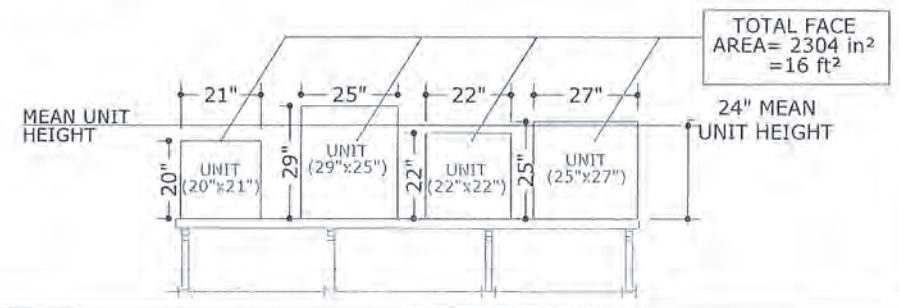 TOTAL FACE
AREA= 2304 in²
=16 ft²
21"
25"
22"
27"
MEAN UNIT
HEIGHT
24" MEAN
UNIT HEIGHT
20"
UNIT
(20"x21")
29"
UNIT
(29"x25")
22"
UNIT
(22"x22")
25"
UNIT
(25"x27")